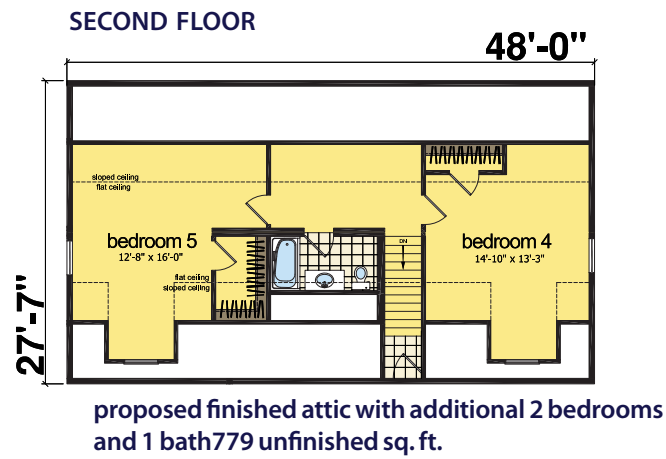 SECOND FLOOR
48'-0"
27'-7"
sloped ceiling
flat ceiling
bedroom 5
12'-8" x 16'-0"
flat ceiling
sloped ceiling
DN
bedroom 4
14'-10" x 13'-3"
proposed finished attic with additional 2 bedrooms
and 1 bath779 unfinished sq. ft.